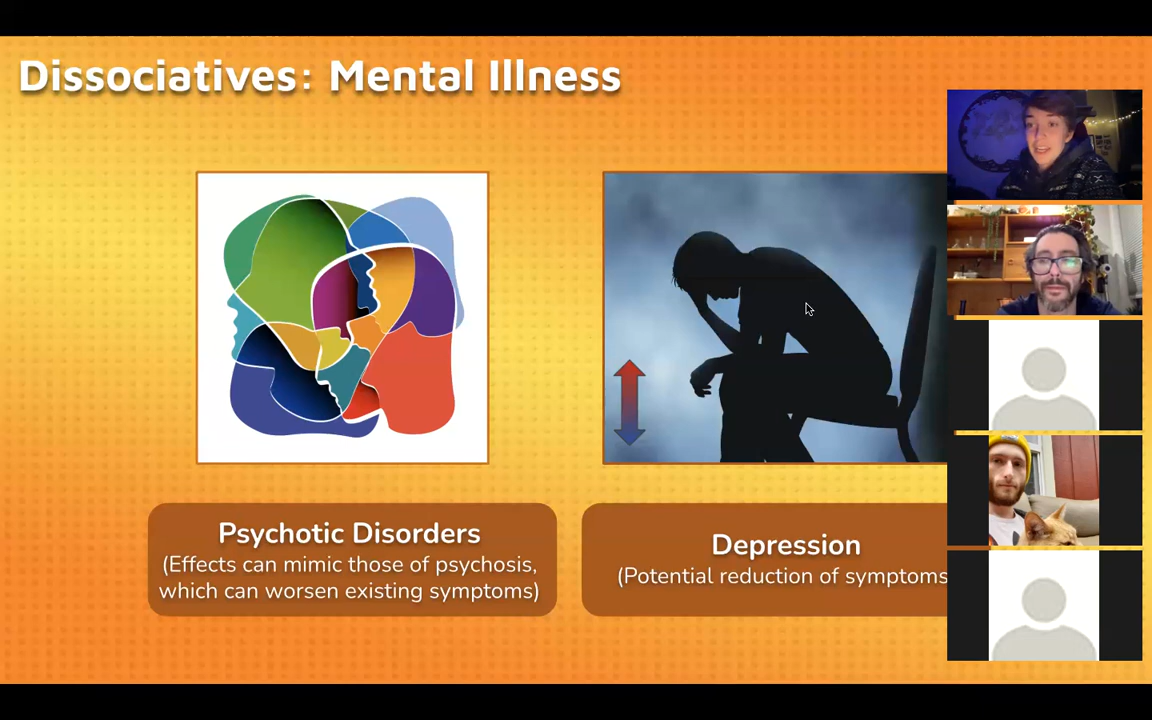 Dissociatives: Mental Illness
Psychotic Disorders
(Effects can mimic those of psychosis,
which can worsen existing symptoms)
Depression
(Potential reduction of symptoms